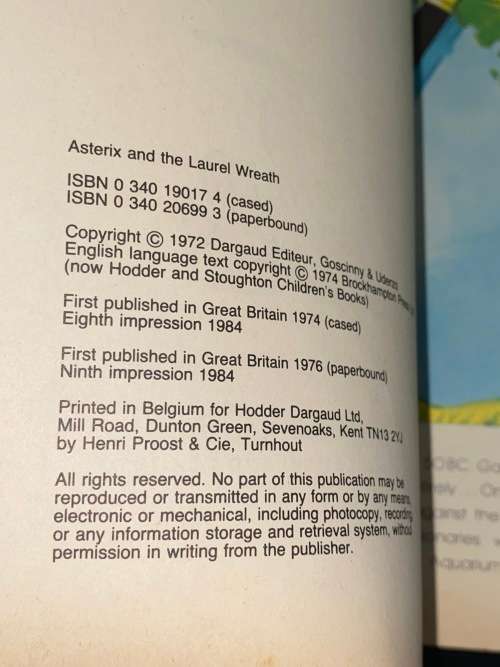 Asterix and the Laurel Wreath
ISBN 0 340 19017 4 (cased)
ISBN 0 340 20699 3 (paperbound)
Copyright © 1972 Dargaud Editeur, Goscinny & Uderzo
English language text copyright © 1974 Brockhampton
(now Hodder and Stoughton Children's Books)
First published in Great Britain 1974 (cased)
Eighth impression 1984
First published in Great Britain 1976 (paperbound)
Ninth impression 1984
Printed in Belgium for Hodder Dargaud Ltd,
Mill Road, Dunton Green, Sevenoaks, Kent TN13 2YJ
by Henri Proost & Cie, Turnhout
All rights reserved. No part of this publication may be
reproduced or transmitted in any form or by any means,
electronic or mechanical, including photocopy, recording
or any information storage and retrieval system, without
permission in writing from the publisher.